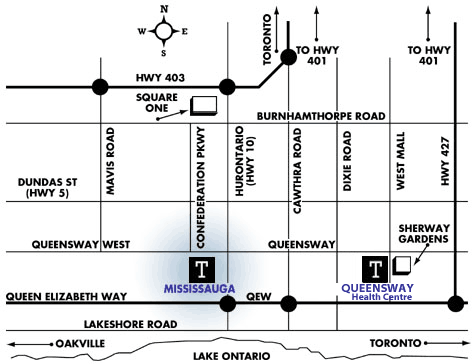 N
W E
S
TORONTO
TO HWY
401
TO HWY
401
HWY 403
SQUARE
ONE
BURNHAMTHORPE ROAD
MAVIS ROAD
CONFEDERATION PKWY
HURONTARIO
(HWY 10)
CAWTHRA ROAD
DIXIE ROAD
WEST MALL
HWY 427
DUNDAS ST
(HWY 5)
SHERWAY
GARDENS
QUEENSWAY WEST
QUEENSWAY
T
T
MISSISSAUGA
QUEENSWAY
Health Centre
QUEEN ELIZABETH WAY
QEW
LAKESHORE ROAD
OAKVILLE
TORONTO
LAKE ONTARIO